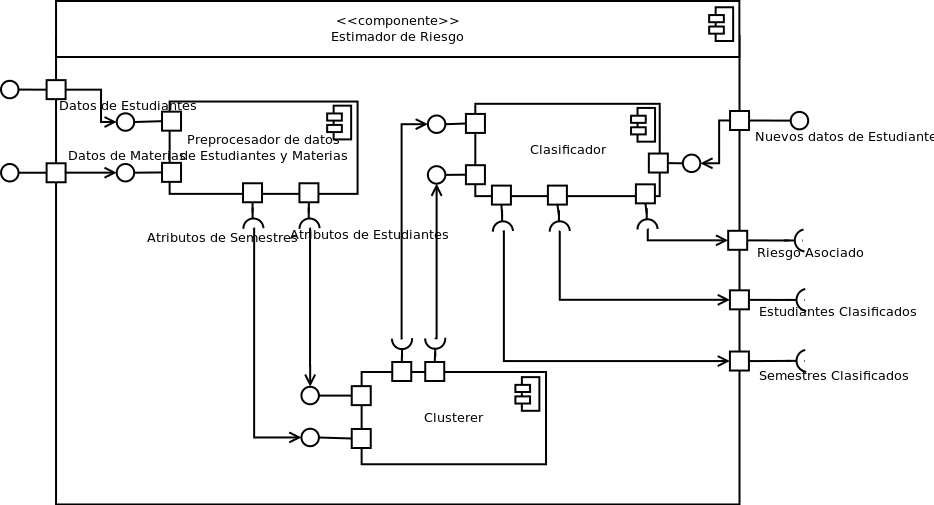 <<componente>>
Estimador de Riesgo
Datos de Estudiantes
Preprocesador de datos
de Estudiantes y Materias
Datos de Materias
Clasificador
Nuevos datos de Estudiante
Atributos de Semestres
Atributos de Estudiantes
Riesgo Asociado
Estudiantes Clasificados
Semestres Clasificados
Clusterer